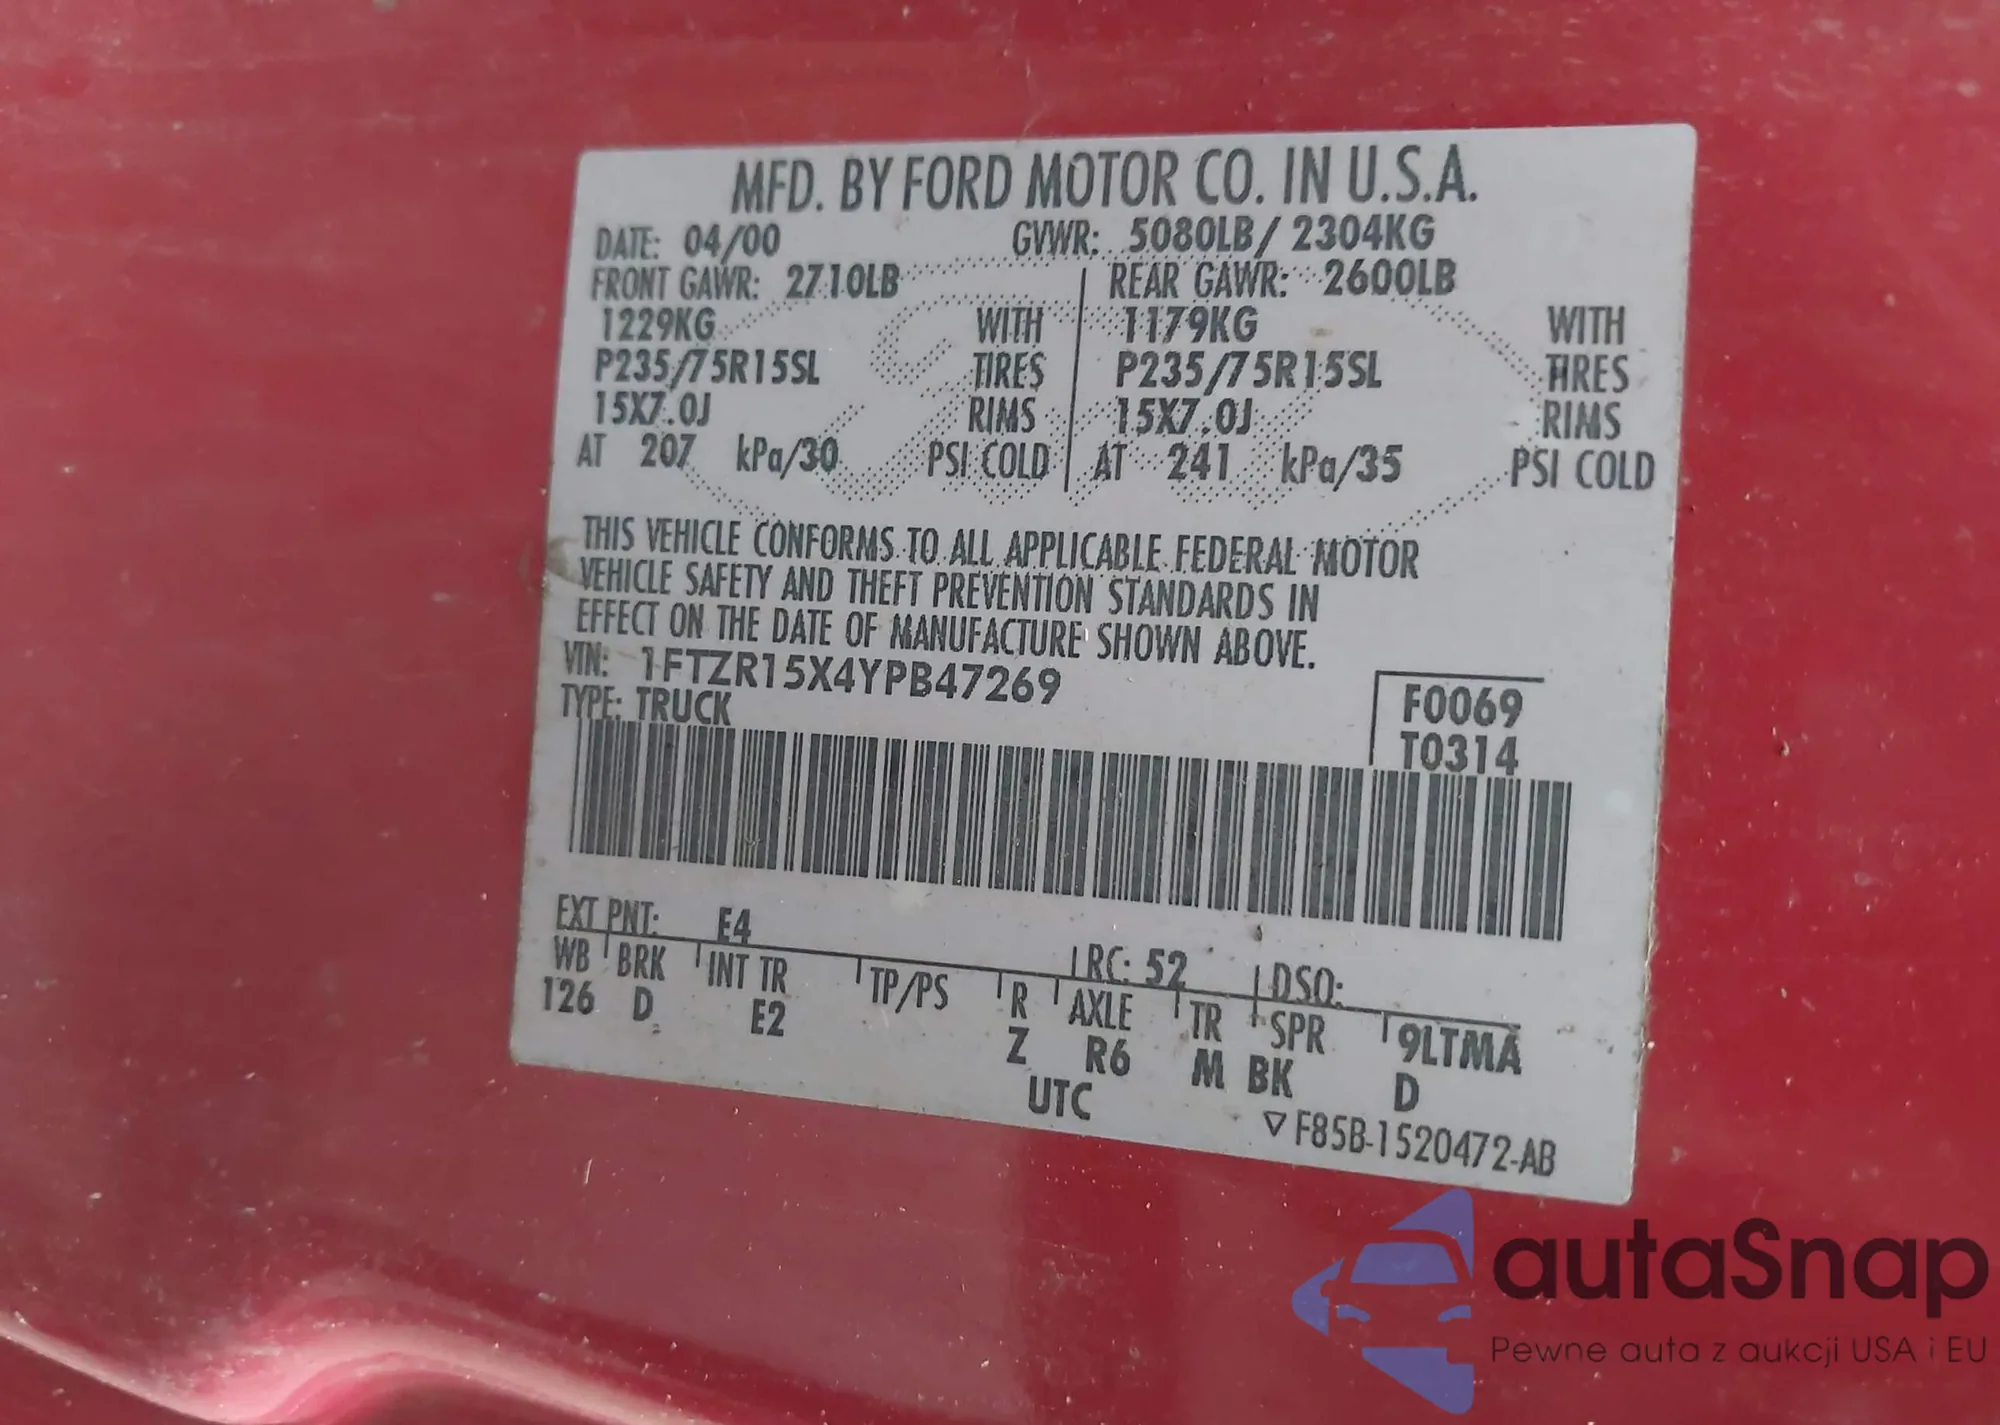 MFD. BY FORD MOTOR CO. IN U.S.A.
DATE: 04/00 GVWR: 5080LB/ 2304KG
FRONT GAWR: 2710LB REAR GAWR: 2600LB
1229KG WITH 1179KG WITH
P235/75R15SL TIRES P235/75R15SL TIRES
15X7.0J RIMS 15X7.0J RIMS
AT 207 kPa/30 PSI COLD AT 241 kPa/35 PSI COLD
THIS VEHICLE CONFORMS TO ALL APPLICABLE FEDERAL MOTOR
VEHICLE SAFETY AND THEFT PREVENTION STANDARDS IN
EFFECT ON THE DATE OF MANUFACTURE SHOWN ABOVE.
VIN: 1FTZR15X4YPB47269
TYPE: TRUCK
F0069
T0314
EXT PNT: E4 RC: 52 DSO:
WB BRK INT TR TP/PS R AXLE TR SPR 9LTMA
126 D E2 Z R6 M BK D
UTC
▽ F85B-1520472-AB
autaSnap
Pewne auta z aukcji USA i EU